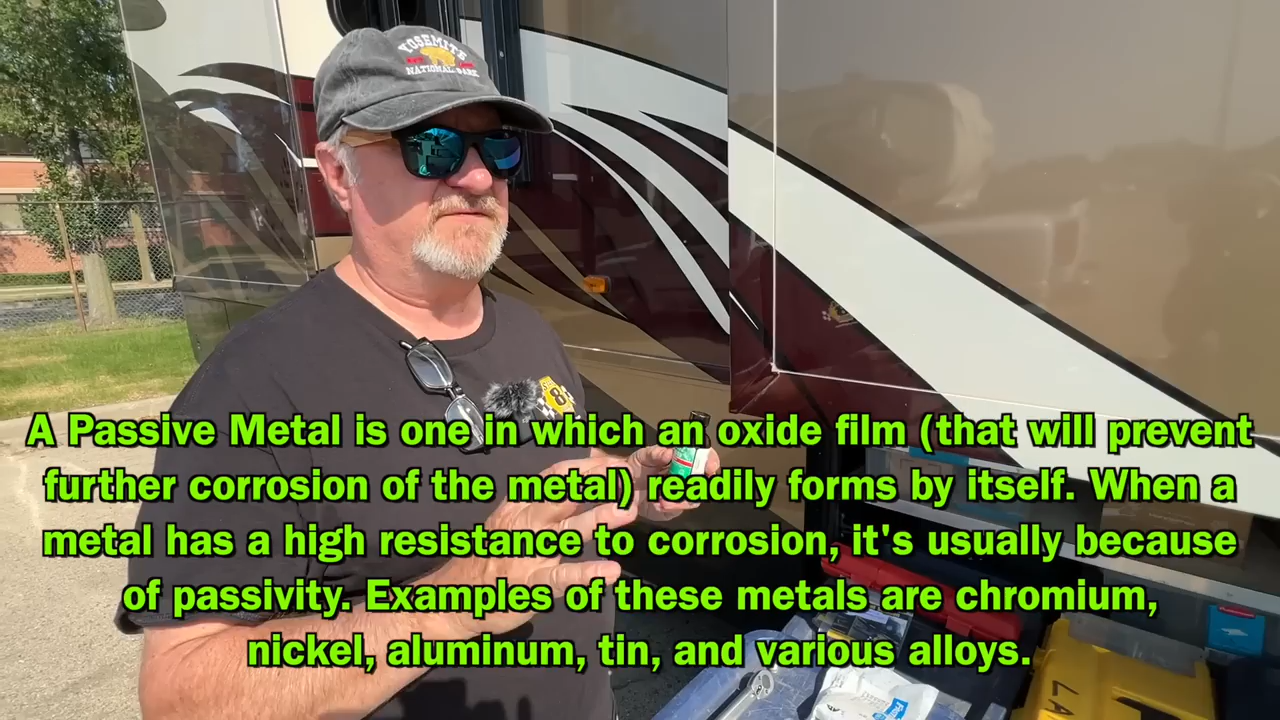 YOSEMITE
NATIONAL PARK
8
A Passive Metal is one in which an oxide film (that will prevent
further corrosion of the metal) readily forms by itself. When a
metal has a high resistance to corrosion, it's usually because
of passivity. Examples of these metals are chromium,
nickel, aluminum, tin, and various alloys.